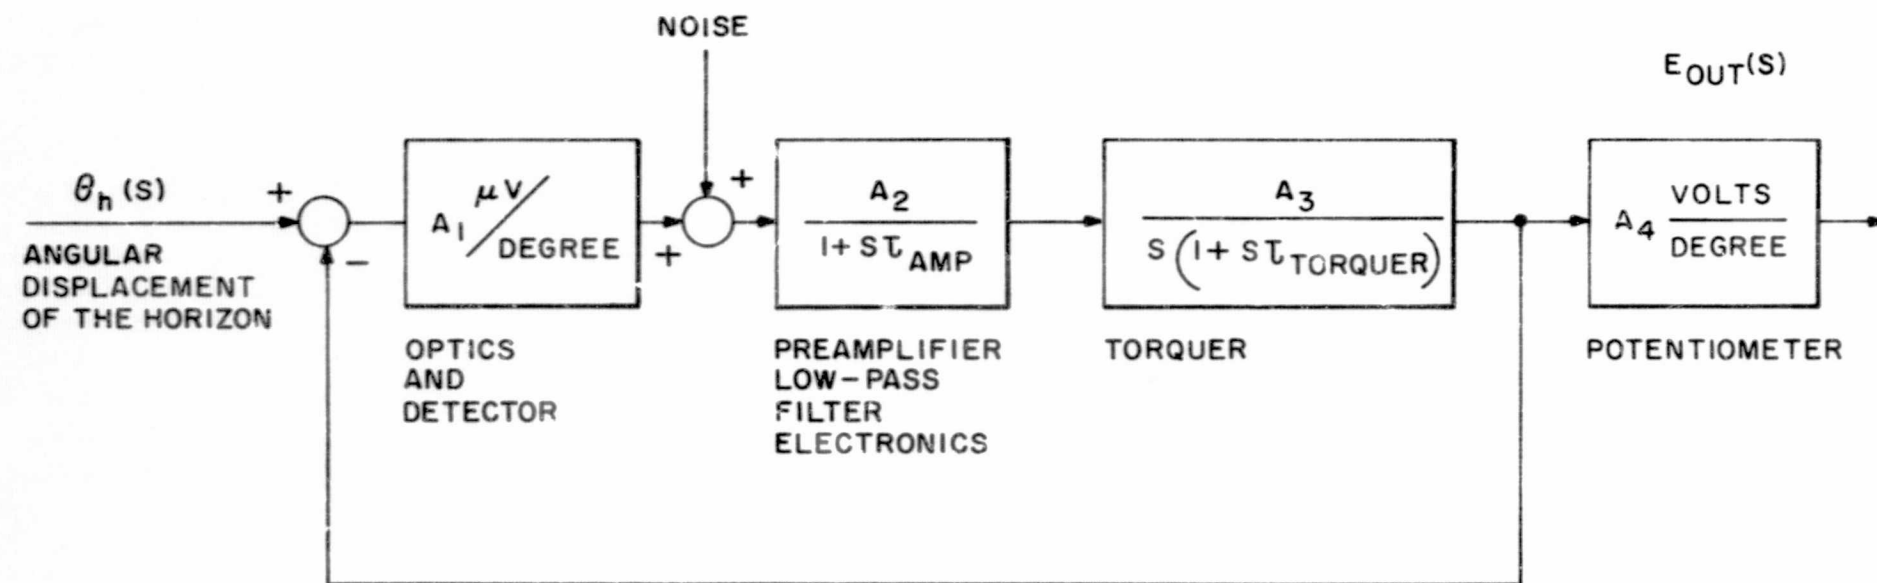 NOISE
E_OUT(S)
θ_h(S)
+
-
ANGULAR
DISPLACEMENT
OF THE HORIZON
A_1 μV/DEGREE
+
+
A_2
1 + Sτ_AMP
A_3
S(1 + Sτ_TORQUER)
A_4 VOLTS
DEGREE
OPTICS
AND
DETECTOR
PREAMPLIFIER
LOW-PASS
FILTER
ELECTRONICS
TORQUER
POTENTIOMETER